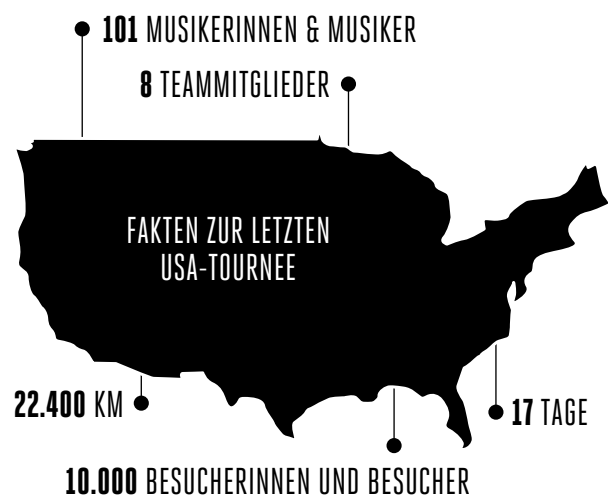 101 MUSIKERINNEN & MUSIKER
8 TEAMMITGLIEDER
FAKTEN ZUR LETZTEN
USA-TOURNEE
22.400 KM
17 TAGE
10.000 BESUCHERINNEN UND BESUCHER